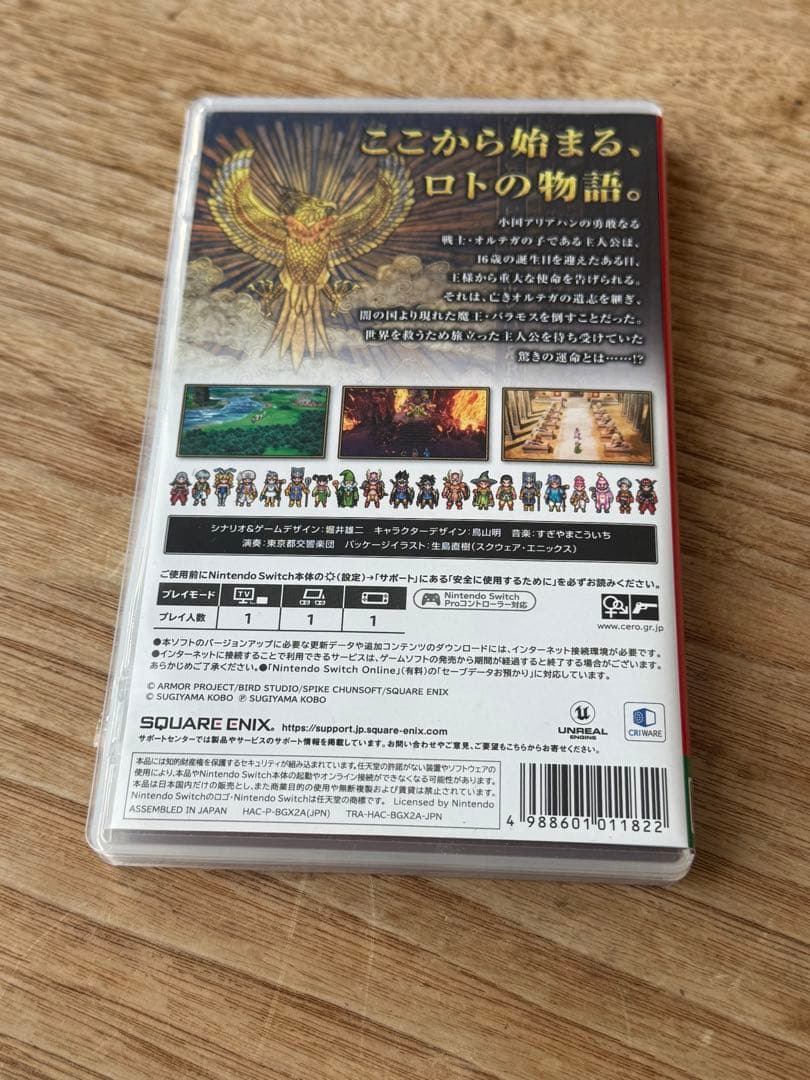 ここから始まる、
ロトの物語。
小国アリアハンの勇敢なる
戦士・オルテガの子である主人公は、
16歳の誕生日を迎えたある日、
王様から重大な使命を告げられる。
それは、亡きオルテガの遺志を継ぎ、
闇の国より現れた魔王・バラモスを倒すことだった。
世界を救うため旅立った主人公を待ち受けていた
驚きの運命とは……!?
シナリオ&ゲームデザイン:堀井雄二 キャラクターデザイン:鳥山明 音楽:すぎやまこういち
演奏:東京都交響楽団 パッケージイラスト:生島直樹(スクウェア・エニックス)
ご使用前にNintendo Switch本体の(設定)→「サポート」にある「安全に使用するために」を必ずお読みください。
プレイモード TV
Nintendo Switch
Proコントローラー対応
プレイ人数 1 1 1
www.cero.gr.jp
●本ソフトのバージョンアップに必要な更新データや追加コンテンツのダウンロードには、インターネット接続環境が必要です。
●インターネットに接続することで利用できるサービスは、ゲームソフトの発売から期間が経過すると終了する場合がございます。
あらかじめご了承ください。●「Nintendo Switch Online」(有料)の「セーブデータお預かり」に対応しています。
© ARMOR PROJECT/BIRD STUDIO/SPIKE CHUNSOFT/SQUARE ENIX
© SUGIYAMA KOBO ℗ SUGIYAMA KOBO
SQUARE ENIX. https://support.jp.square-enix.com
UNREAL
ENGINE
CRIWARE
サポートセンターでは製品やサービスのサポート情報を掲載しています。お問い合わせやご意見、ご要望もこちらからお寄せください。
本品には知的財産権を保護するセキュリティが組み込まれています。任天堂の許諾がない装置やソフトウェアの
使用により、本品やNintendo Switch本体の起動やオンライン接続ができなくなる可能性があります。
本品は日本国内だけの販売とし、また商業目的の使用や無断複製および賃貸は禁止されています。
Nintendo Switchのロゴ・Nintendo Switchは任天堂の商標です。 Licensed by Nintendo
ASSEMBLED IN JAPAN HAC-P-BGX2A(JPN) TRA-HAC-BGX2A-JPN
4 988601 011822